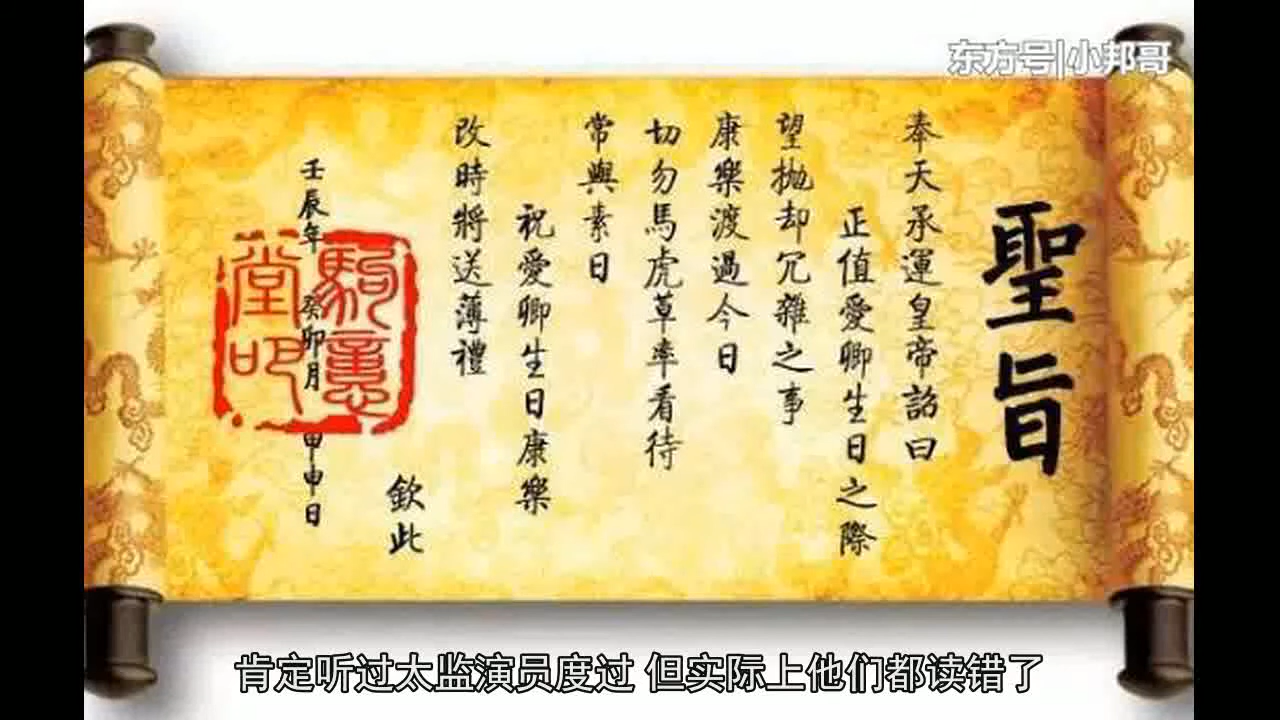 东方号|小邦哥
聖旨
奉天承運皇帝詔曰
正值愛卿生日之際
望拋却冗雜之事
康樂渡過今日
切勿馬虎草率看待
常與素日
祝愛卿生日康樂
改時將送薄禮
欽此
壬辰年 癸卯月 甲申日
肯定听过太监演员度过 但实际上他们都读错了